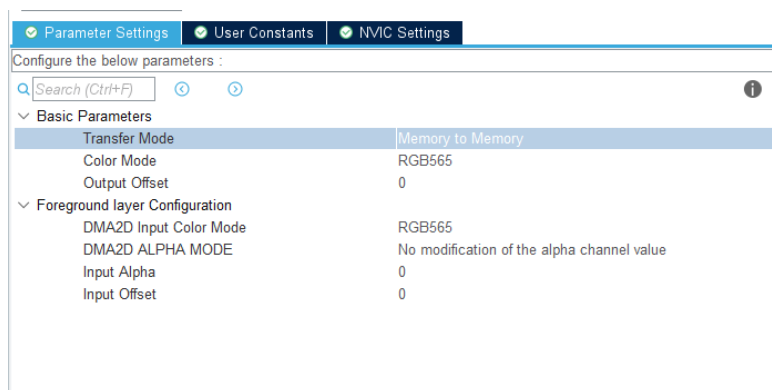 Parameter Settings User Constants NVIC Settings
Configure the below parameters :
Search (Ctrl+F)
Basic Parameters
Transfer Mode Memory to Memory
Color Mode RGB565
Output Offset 0
Foreground layer Configuration
DMA2D Input Color Mode RGB565
DMA2D ALPHA MODE No modification of the alpha channel value
Input Alpha 0
Input Offset 0